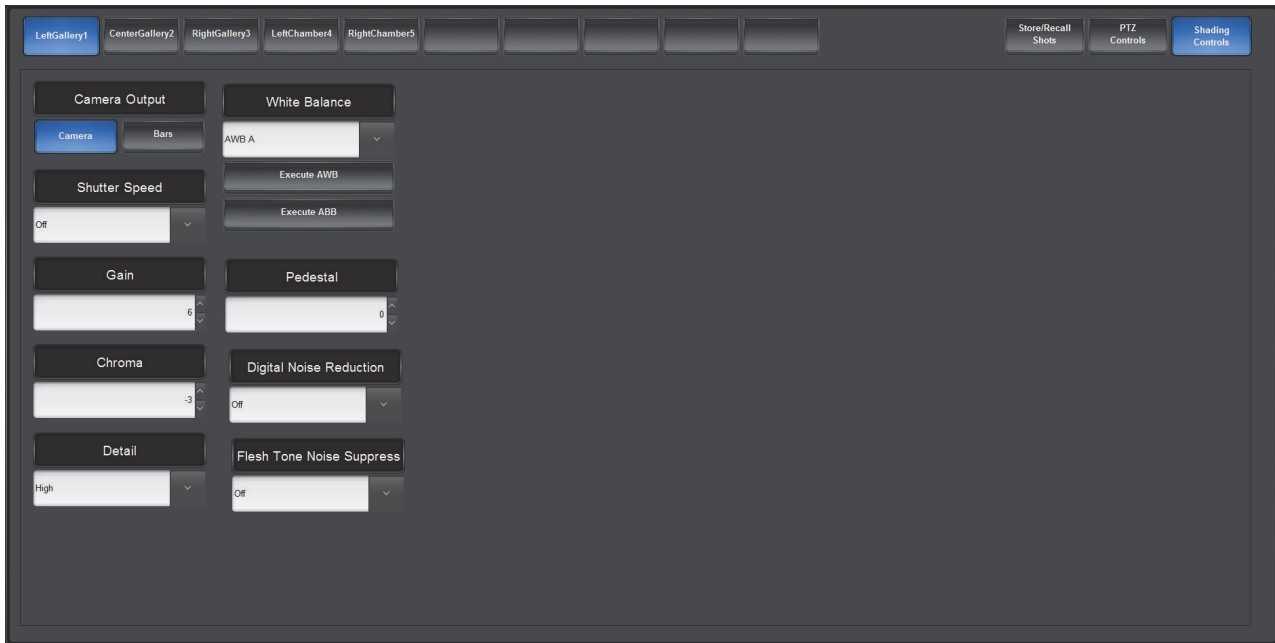 LeftGallery1
CenterGallery2
RightGallery3
LeftChamber4
RightChamber5
Store/Recall
Shots
PTZ
Controls
Shading
Controls
Camera Output
Camera
Bars
White Balance
AWB A
Execute AWB
Execute ABB
Shutter Speed
Off
Gain
6
Pedestal
0
Chroma
-3
Digital Noise Reduction
Off
Detail
High
Flesh Tone Noise Suppress
Off